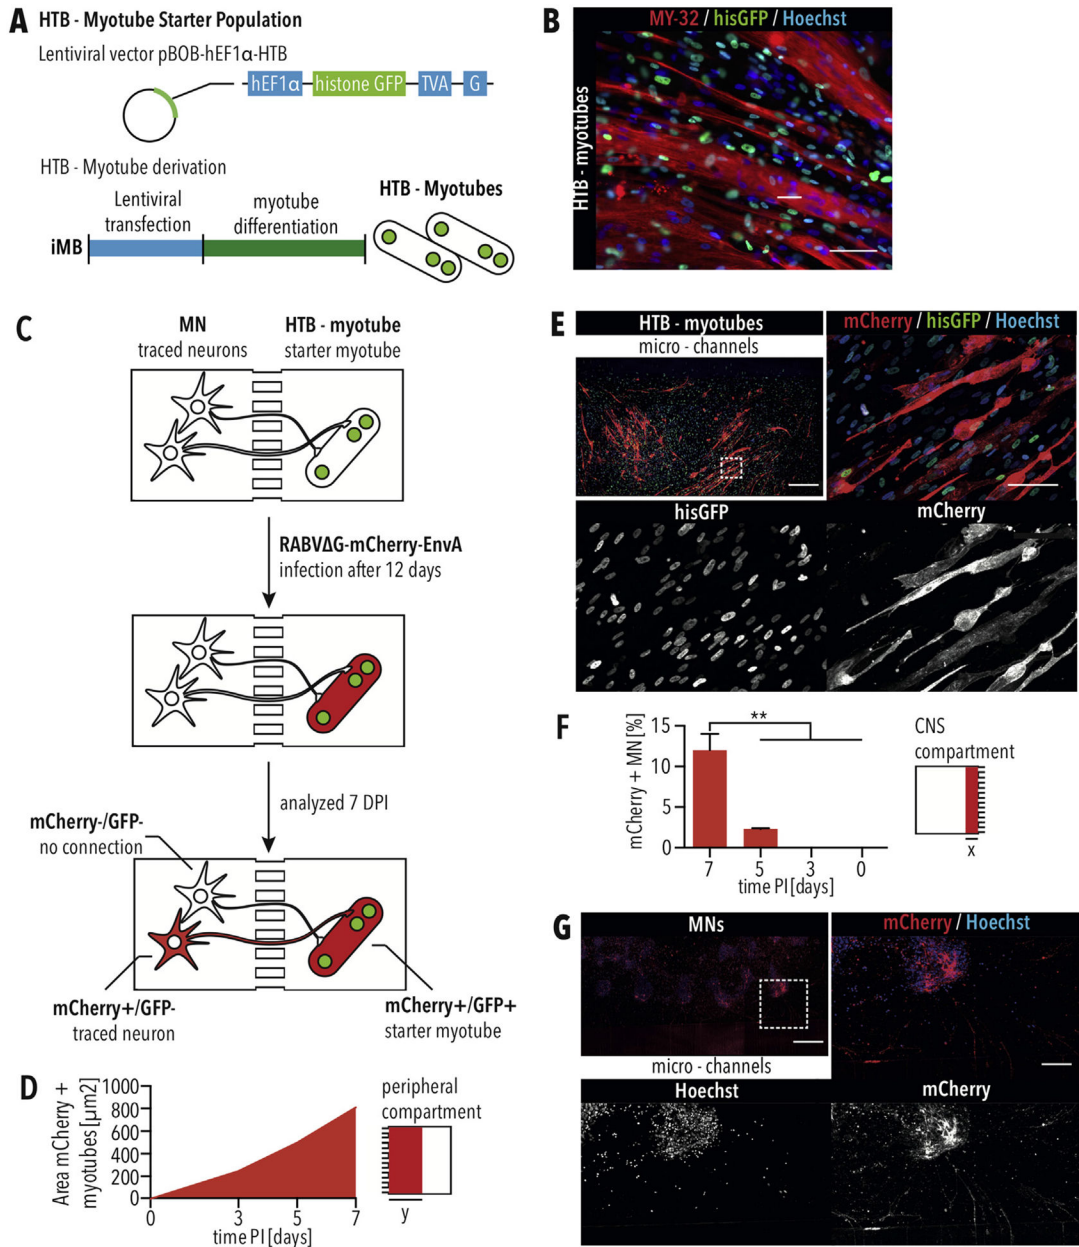 A
HTB - Myotube Starter Population
Lentiviral vector pBOB-hEF1α-HTB
hEF1α
histone GFP
TVA
G
HTB - Myotube derivation
Lentiviral
transfection
myotube
differentiation
HTB - Myotubes
iMB
B
MY-32 / hisGFP / Hoechst
HTB - myotubes
C
MN
traced neurons
HTB - myotube
starter myotube
RABVΔG-mCherry-EnvA
infection after 12 days
analyzed 7 DPI
mCherry-/GFP-
no connection
mCherry+/GFP-
traced neuron
mCherry+/GFP+
starter myotube
D
Area mCherry +
myotubes [µm2]
1000
800
600
400
200
0
0
3
5
7
time PI [days]
peripheral
compartment
y
E
HTB - myotubes
micro - channels
mCherry / hisGFP / Hoechst
hisGFP
mCherry
F
mCherry + MN [%]
15
10
5
0
**
7
5
3
0
time PI [days]
CNS
compartment
x
G
MNs
micro - channels
mCherry / Hoechst
Hoechst
mCherry